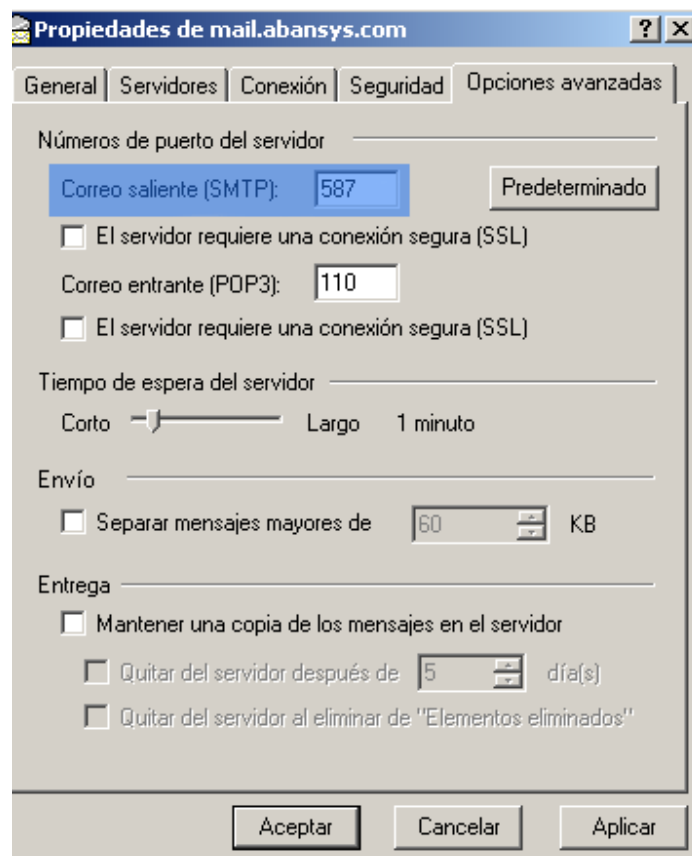 Propiedades de mail.abansys.com
General Servidores Conexión Seguridad Opciones avanzadas
Números de puerto del servidor
Correo saliente (SMTP): 587 Predeterminado
El servidor requiere una conexión segura (SSL)
Correo entrante (POP3): 110
El servidor requiere una conexión segura (SSL)
Tiempo de espera del servidor
Corto Largo 1 minuto
Envío
Separar mensajes mayores de 60 KB
Entrega
Mantener una copia de los mensajes en el servidor
Quitar del servidor después de 5 día(s)
Quitar del servidor al eliminar de "Elementos eliminados"
Aceptar Cancelar Aplicar